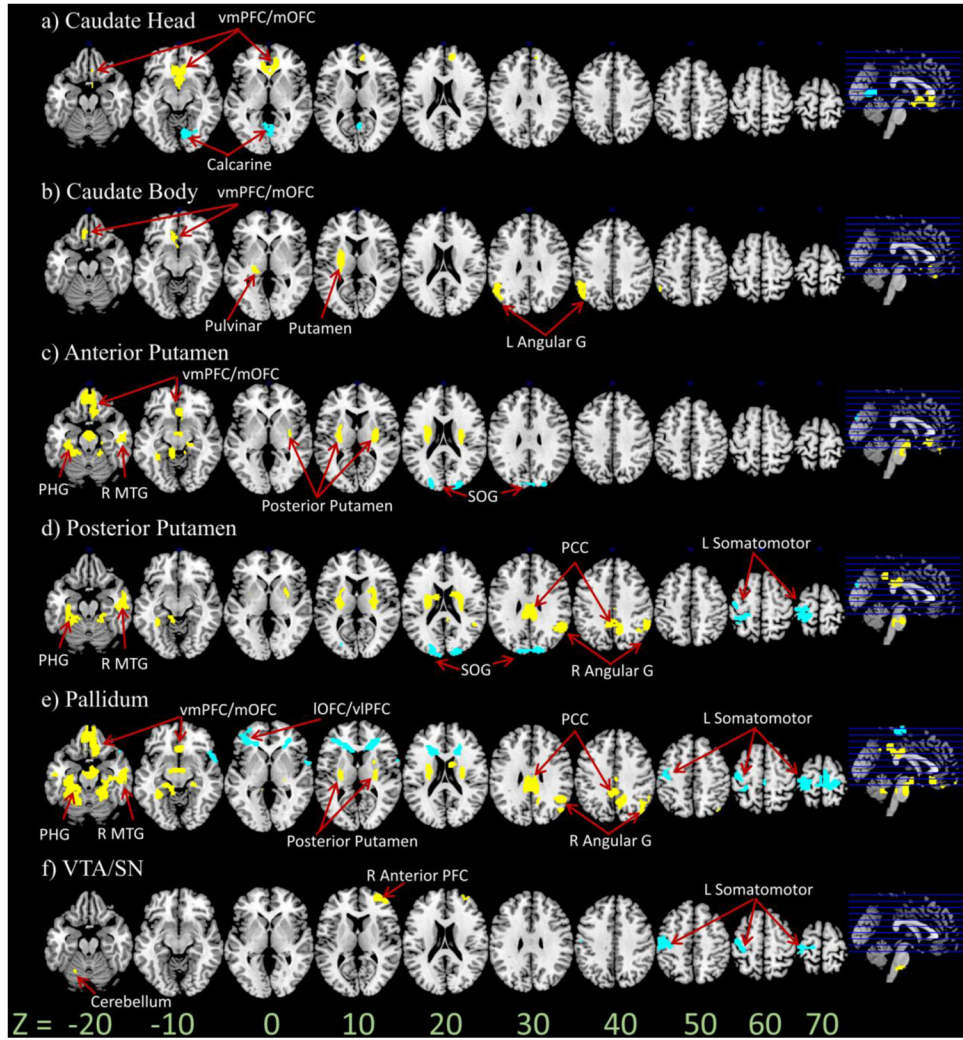 a) Caudate Head
vmPFC/mOFC
Calcarine
b) Caudate Body
vmPFC/mOFC
Pulvinar
Putamen
L Angular G
c) Anterior Putamen
vmPFC/mOFC
PHG
R MTG
Posterior Putamen
SOG
d) Posterior Putamen
PCC
L Somatomotor
PHG
R MTG
SOG
R Angular G
e) Pallidum
vmPFC/mOFC
lOFC/vlPFC
PCC
L Somatomotor
PHG
R MTG
Posterior Putamen
R Angular G
f) VTA/SN
R Anterior PFC
L Somatomotor
Cerebellum
Z = -20 -10 0 10 20 30 40 50 60 70